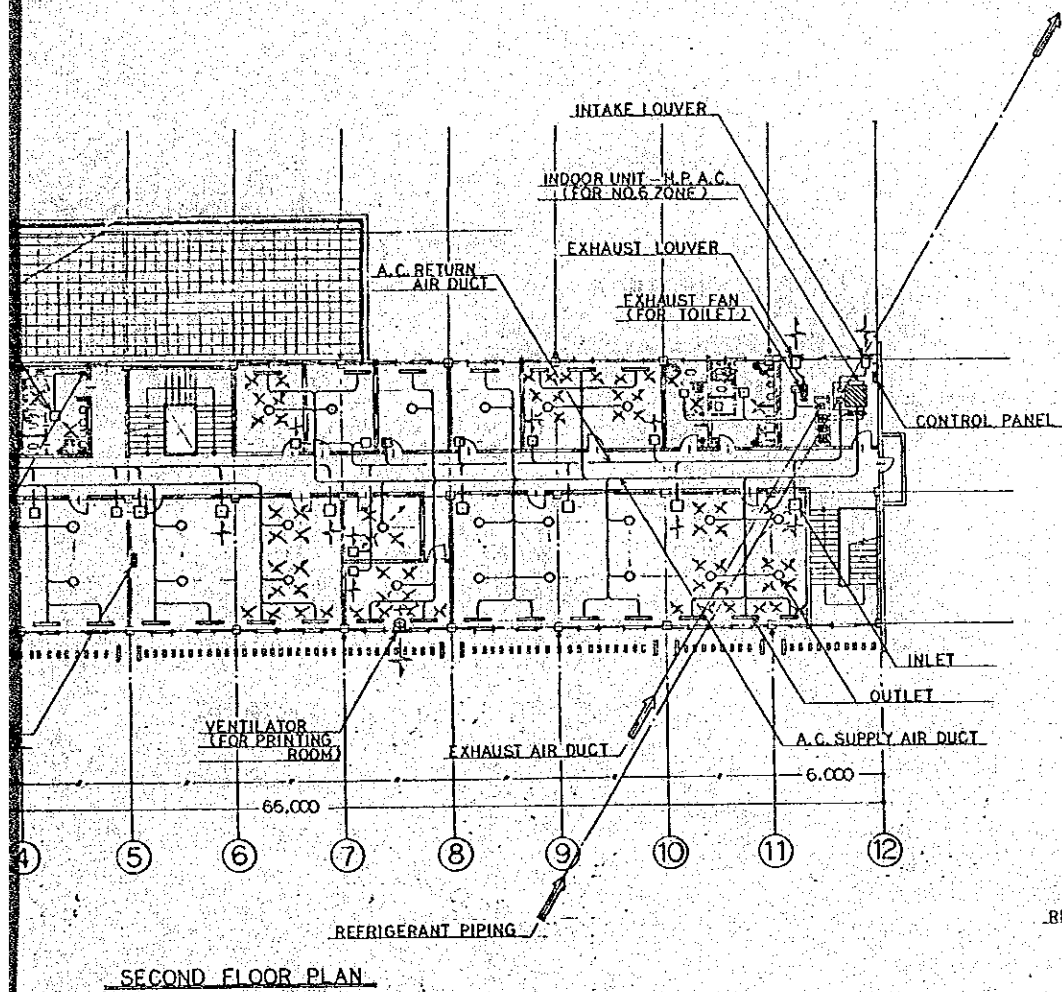 INTAKE LOUVER
INDOOR UNIT - H.P. A.C.
(FOR NO.6 ZONE)
EXHAUST LOUVER
A.C. RETURN
AIR DUCT
EXHAUST FAN
(FOR TOILET)
CONTROL PANEL
INLET
OUTLET
VENTILATOR
(FOR PRINTING
ROOM)
EXHAUST AIR DUCT
A.C. SUPPLY AIR DUCT
6.000
66,000
4 5 6 7 8 9 10 11 12
REFRIGERANT PIPING
SECOND FLOOR PLAN